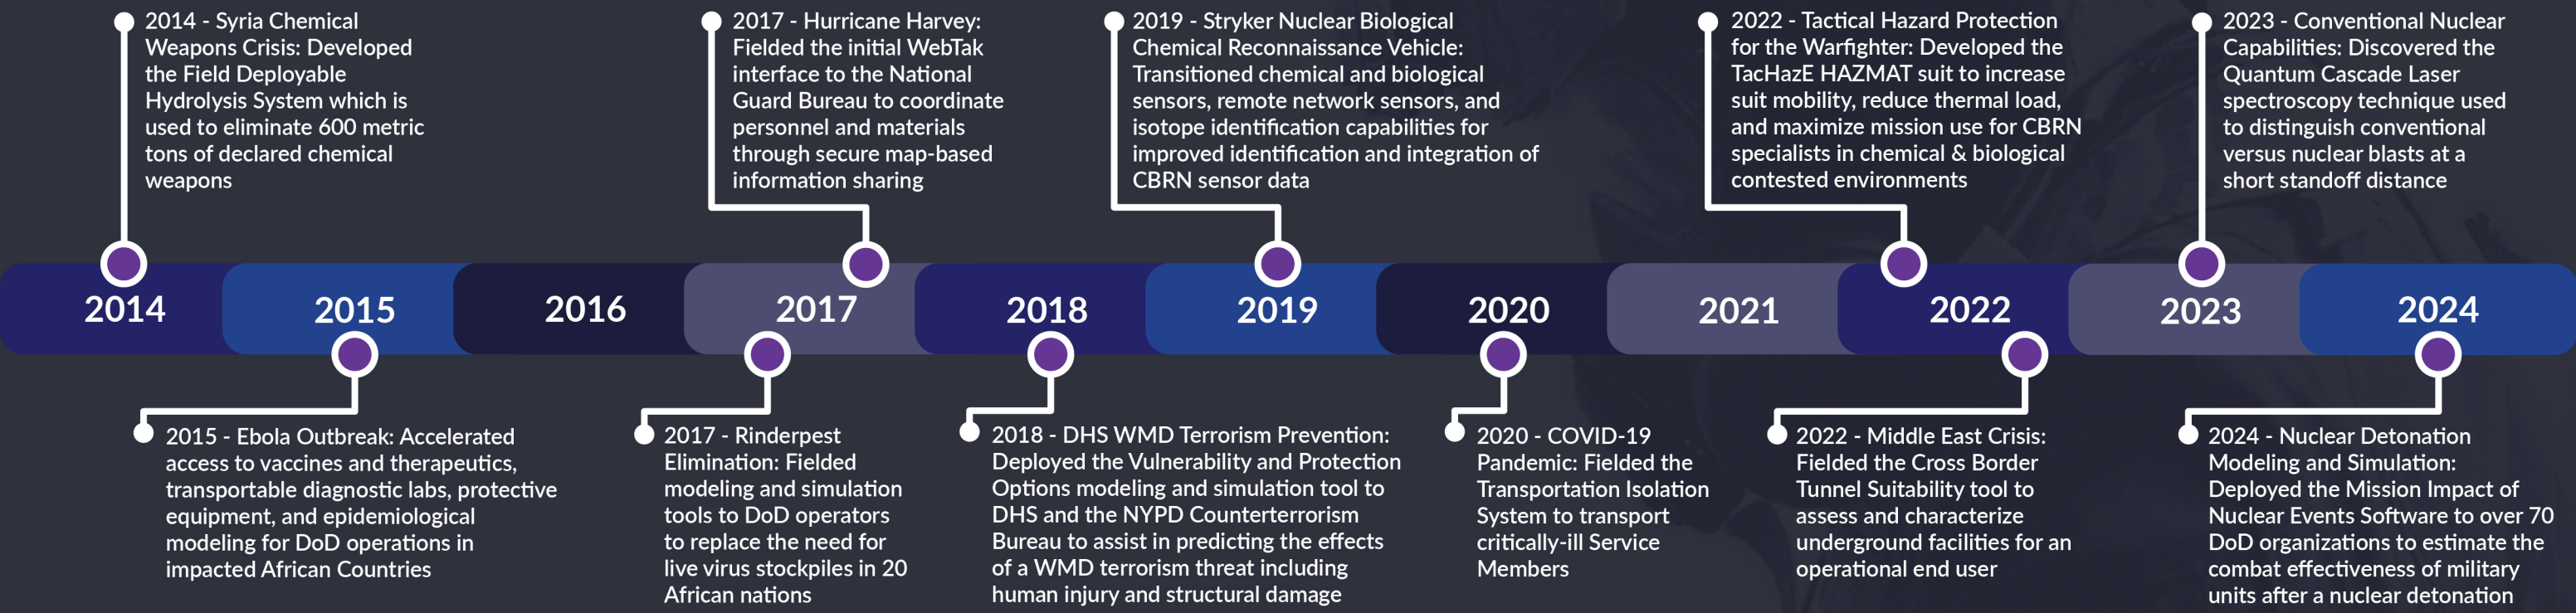 2014 - Syria Chemical
Weapons Crisis: Developed
the Field Deployable
Hydrolysis System which is
used to eliminate 600 metric
tons of declared chemical
weapons
2017 - Hurricane Harvey:
Fielded the initial WebTak
interface to the National
Guard Bureau to coordinate
personnel and materials
through secure map-based
information sharing
2019 - Stryker Nuclear Biological
Chemical Reconnaissance Vehicle:
Transitioned chemical and biological
sensors, remote network sensors, and
isotope identification capabilities for
improved identification and integration of
CBRN sensor data
2022 - Tactical Hazard Protection
for the Warfighter: Developed the
TacHazE HAZMAT suit to increase
suit mobility, reduce thermal load,
and maximize mission use for CBRN
specialists in chemical & biological
contested environments
2023 - Conventional Nuclear
Capabilities: Discovered the
Quantum Cascade Laser
spectroscopy technique used
to distinguish conventional
versus nuclear blasts at a
short standoff distance
2014
2015
2016
2017
2018
2019
2020
2021
2022
2023
2024
2015 - Ebola Outbreak: Accelerated
access to vaccines and therapeutics,
transportable diagnostic labs, protective
equipment, and epidemiological
modeling for DoD operations in
impacted African Countries
2017 - Rinderpest
Elimination: Fielded
modeling and simulation
tools to DoD operators
to replace the need for
live virus stockpiles in 20
African nations
2018 - DHS WMD Terrorism Prevention:
Deployed the Vulnerability and Protection
Options modeling and simulation tool to
DHS and the NYPD Counterterrorism
Bureau to assist in predicting the effects
of a WMD terrorism threat including
human injury and structural damage
2020 - COVID-19
Pandemic: Fielded the
Transportation Isolation
System to transport
critically-ill Service
Members
2022 - Middle East Crisis:
Fielded the Cross Border
Tunnel Suitability tool to
assess and characterize
underground facilities for an
operational end user
2024 - Nuclear Detonation
Modeling and Simulation:
Deployed the Mission Impact of
Nuclear Events Software to over 70
DoD organizations to estimate the
combat effectiveness of military
units after a nuclear detonation